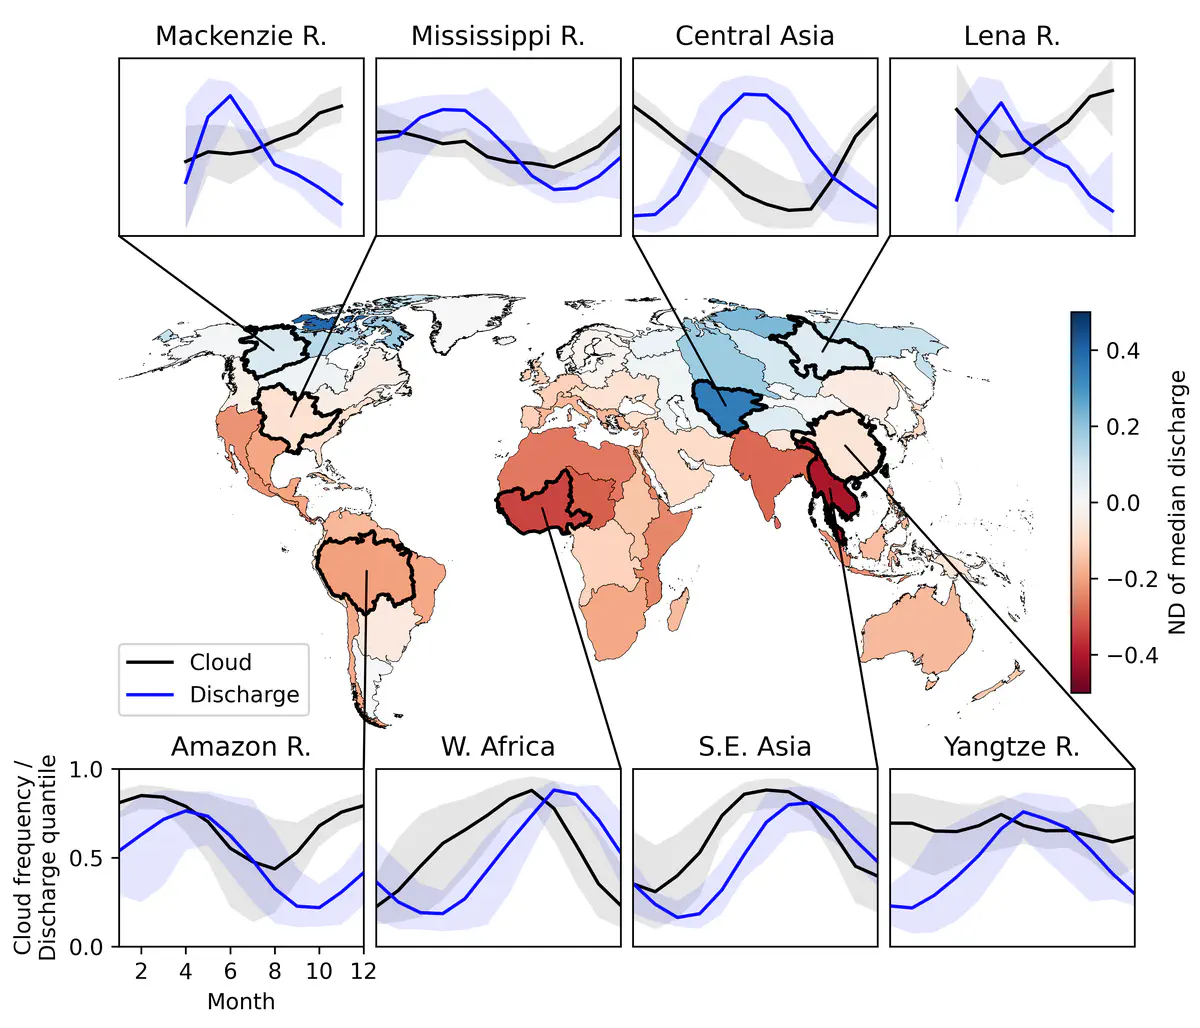 Mackenzie R.
Mississippi R.
Central Asia
Lena R.
0.4
0.2
0.0
−0.2
−0.4
ND of median discharge
Cloud
Discharge
Amazon R.
W. Africa
S.E. Asia
Yangtze R.
Cloud frequency /
Discharge quantile
1.0
0.5
0.0
2 4 6 8 10 12
Month